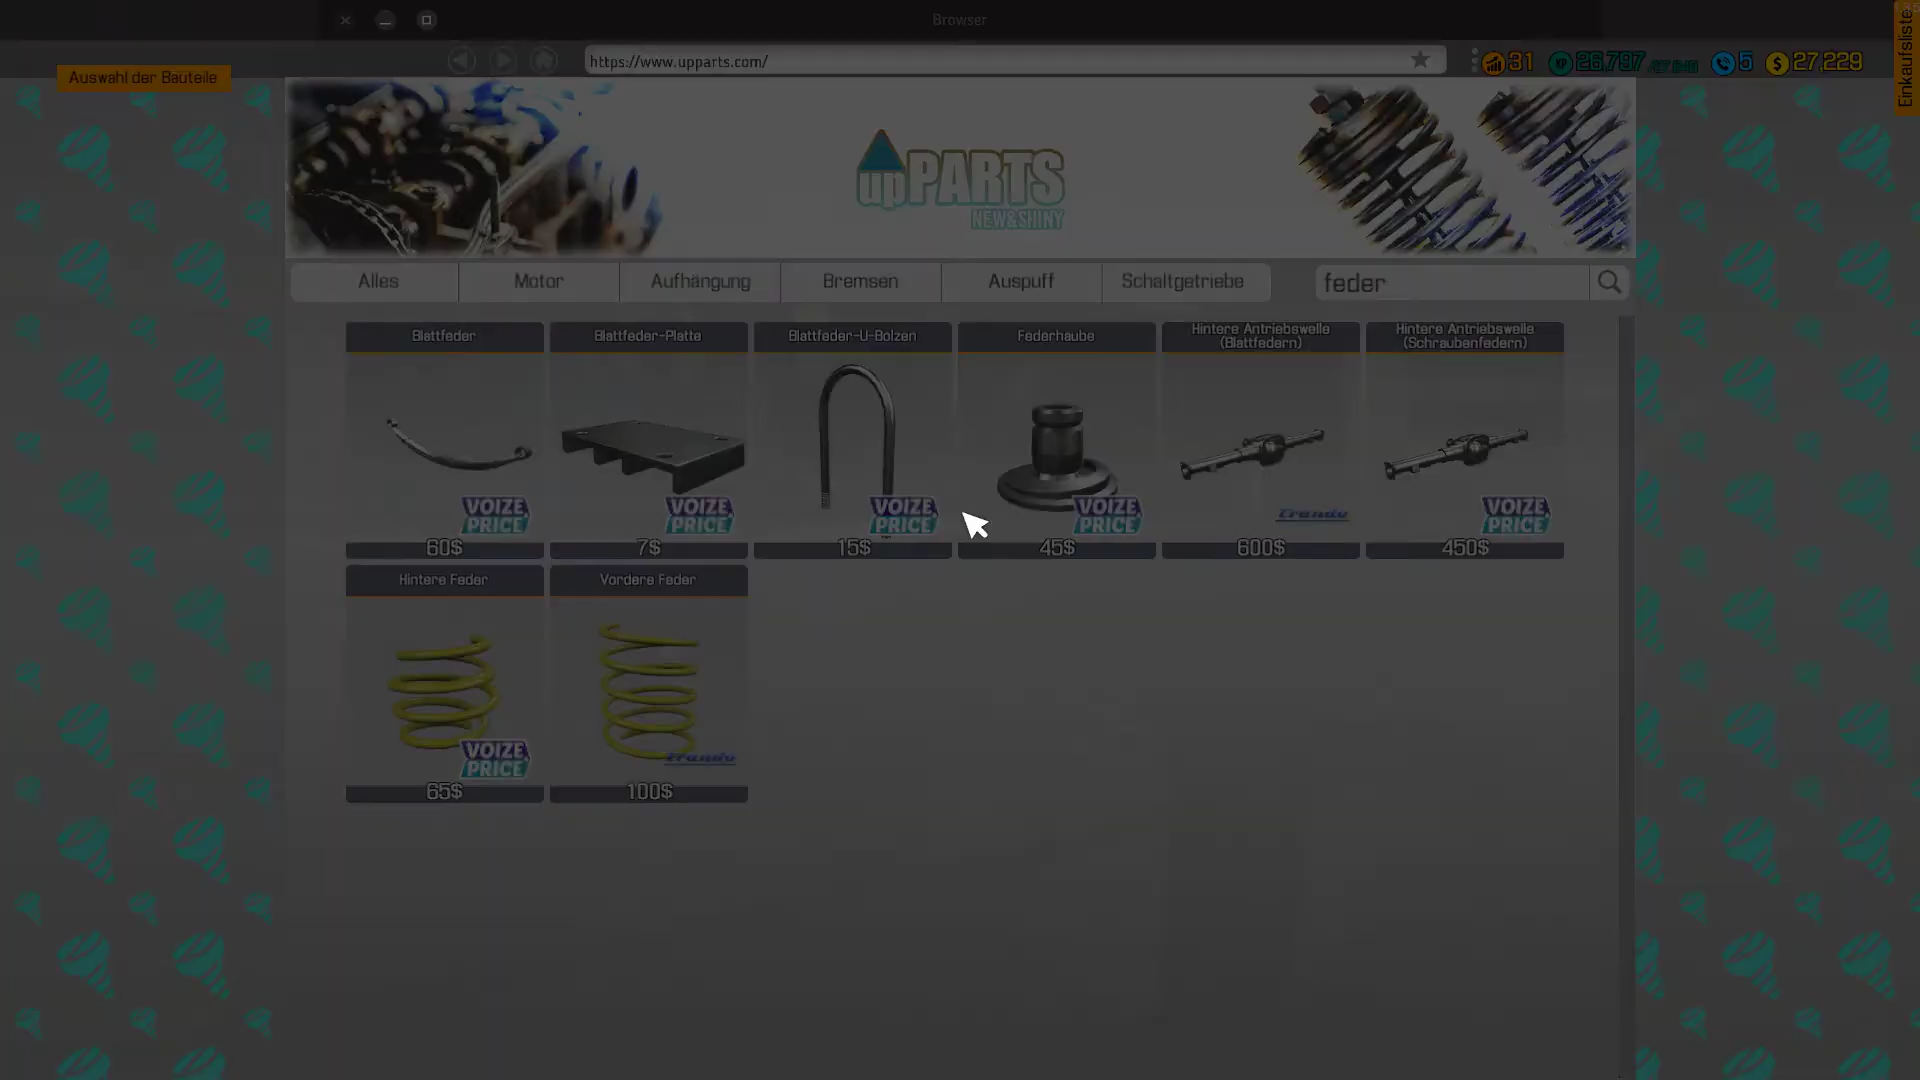 Browser
https://www.upparts.com/
31
26,797
5
27,229
Einkaufsliste
Auswahl der Bauteile
upPARTS
NEW&SHINY
Alles
Motor
Aufhängung
Bremsen
Auspuff
Schaltgetriebe
feder
Blattfeder
Blattfeder-Platte
Blattfeder-U-Bolzen
Federhaube
Hintere Antriebswelle
(Blattfedern)
Hintere Antriebswelle
(Schraubenfedern)
VOIZE
PRICE
VOIZE
PRICE
VOIZE
PRICE
VOIZE
PRICE
VOIZE
PRICE
60$
7$
15$
45$
600$
450$
Hintere Feder
Vordere Feder
VOIZE
PRICE
65$
100$